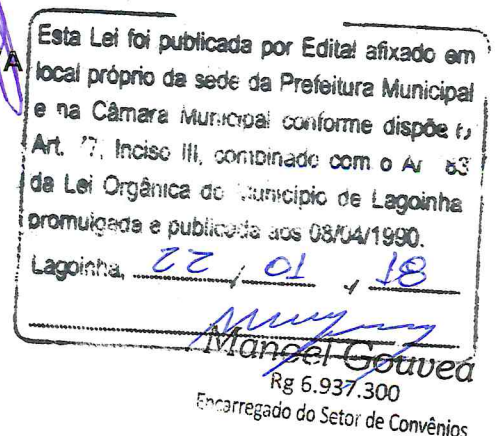 Esta Lei foi publicada por Edital afixado em
local próprio da sede da Prefeitura Municipal
e na Câmara Municipal conforme dispõe
Art. Inciso III, combinado com o 83
da Lei Orgânica do Município de Lagoinha
promulgada e publicada aos 08/04/1990.
Lagoinha, 22 / 01 / 18
Manoel Gouvea
Rg 6.937.300
Encarregado do Setor de Convênios